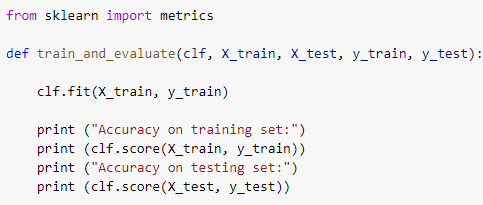 from sklearn import metrics
def train_and_evaluate(clf, X_train, X_test, y_train, y_test):
clf.fit(X_train, y_train)
print ("Accuracy on training set:")
print (clf.score(X_train, y_train))
print ("Accuracy on testing set:")
print (clf.score(X_test, y_test))